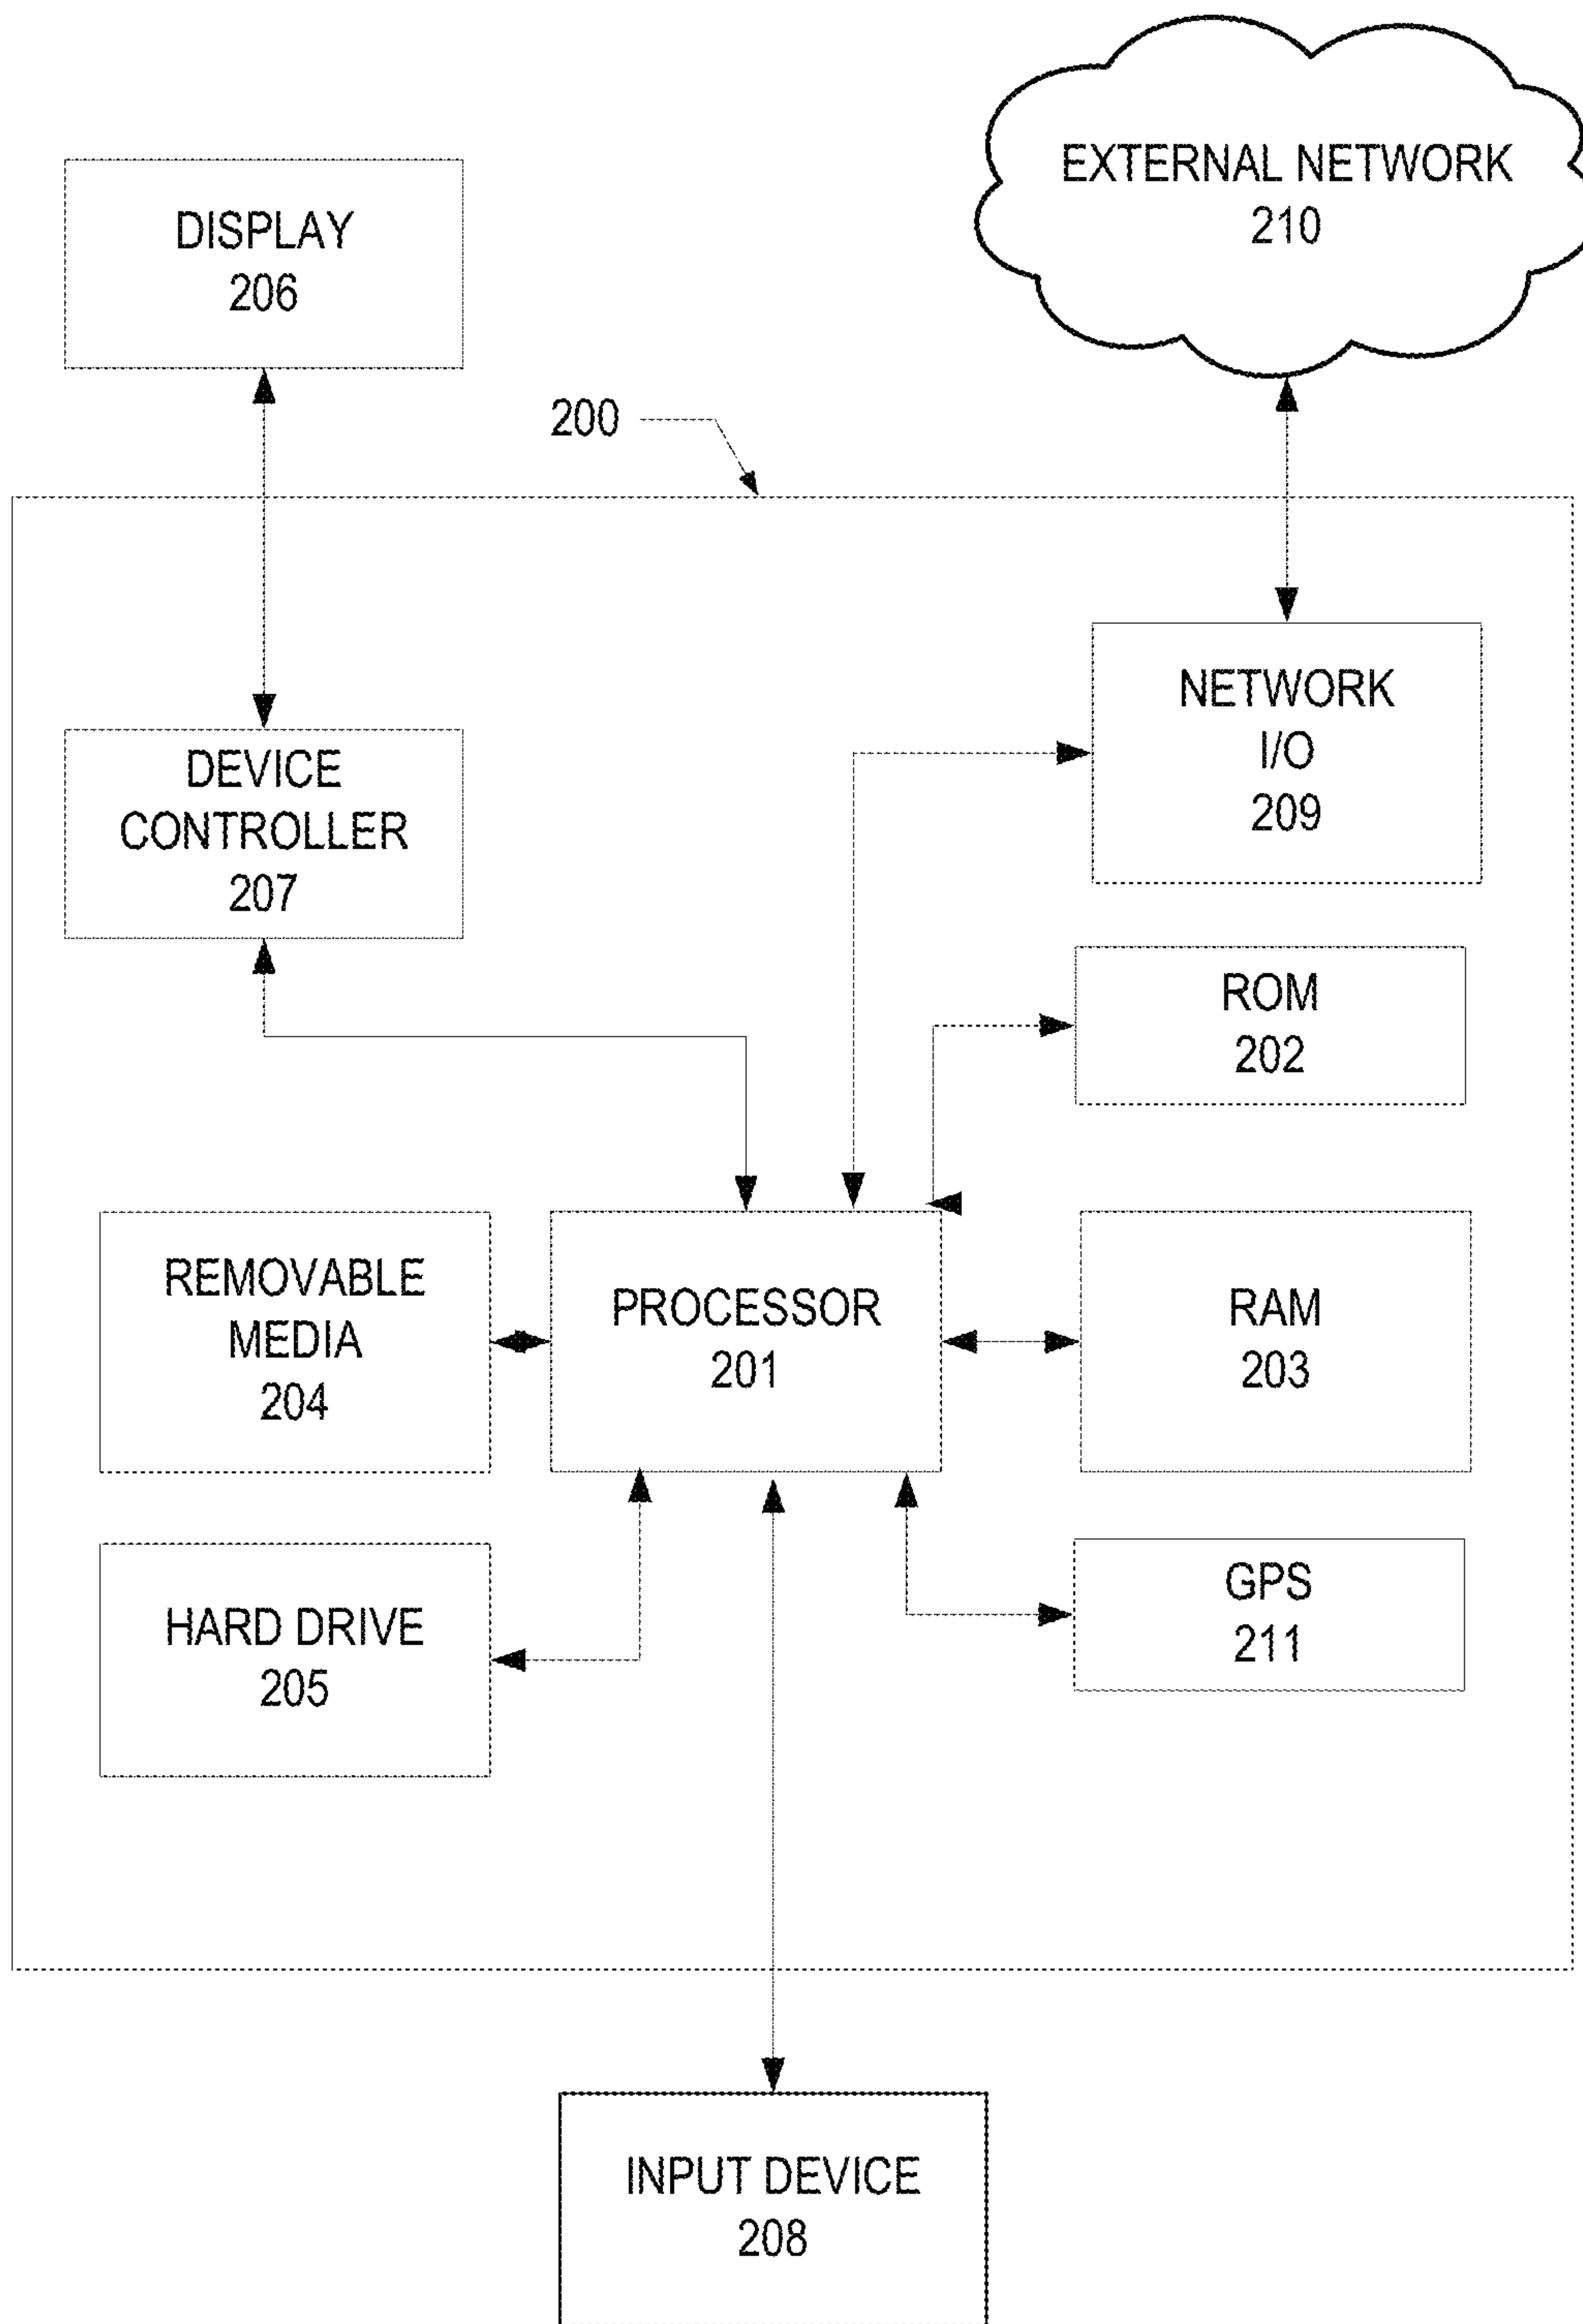 DISPLAY
206
EXTERNAL NETWORK
210
200
DEVICE
CONTROLLER
207
NETWORK
I/O
209
ROM
202
REMOVABLE
MEDIA
204
PROCESSOR
201
RAM
203
HARD DRIVE
205
GPS
211
INPUT DEVICE
208